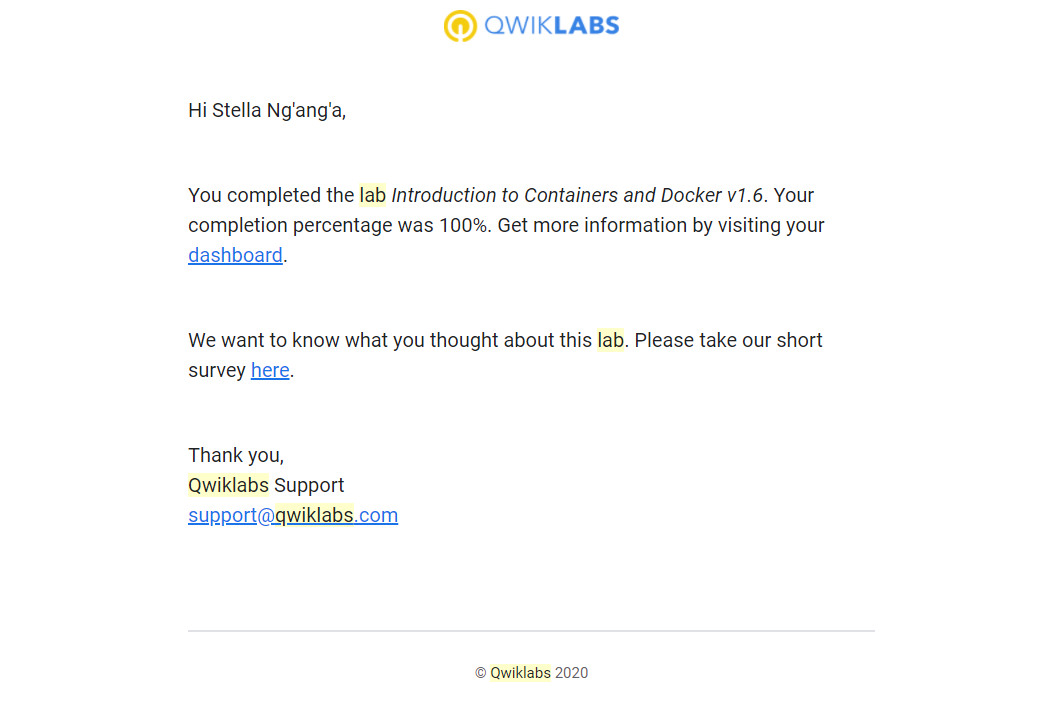 QWIKLABS
Hi Stella Ng'ang'a,
You completed the lab Introduction to Containers and Docker v1.6. Your
completion percentage was 100%. Get more information by visiting your
dashboard.
We want to know what you thought about this lab. Please take our short
survey here.
Thank you,
Qwiklabs Support
support@qwiklabs.com
© Qwiklabs 2020